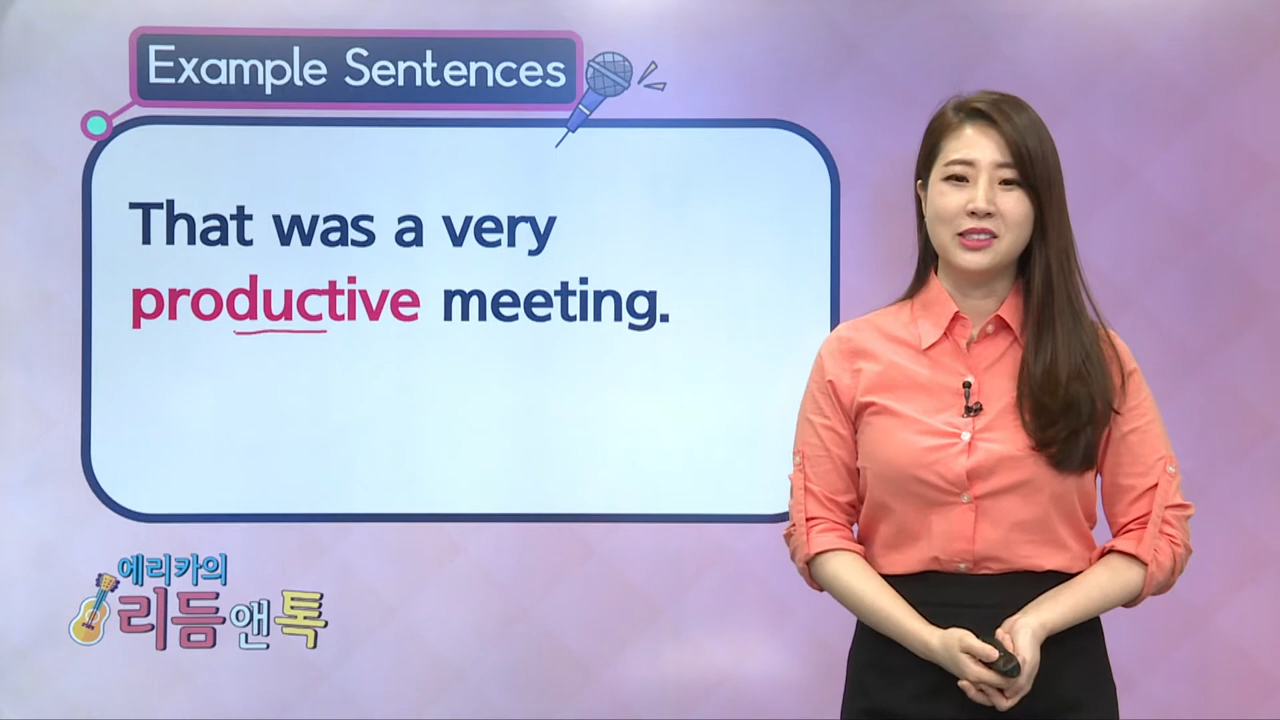 Example Sentences
That was a very
productive meeting.
에리카의
리듬앤톡